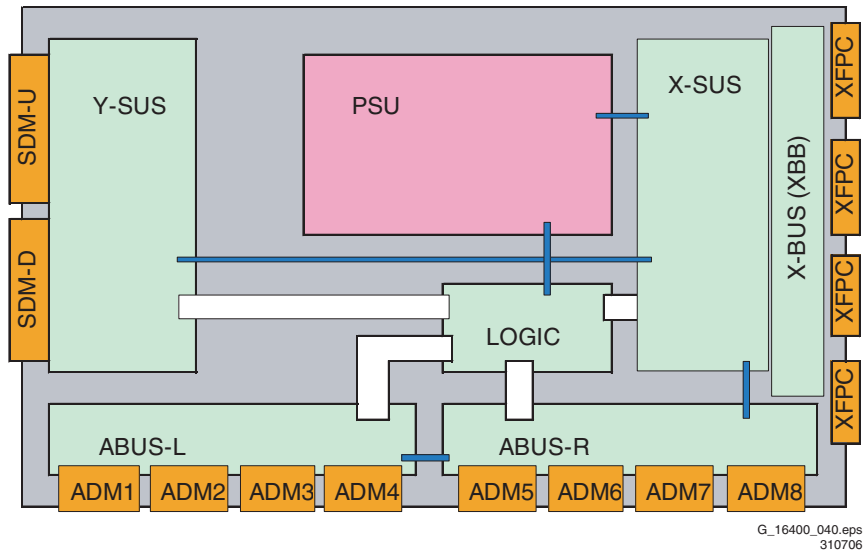 SDM-U
Y-SUS
PSU
X-SUS
XFPC
XFPC
X-BUS (XBB)
SDM-D
XFPC
LOGIC
XFPC
ABUS-L
ABUS-R
ADM1
ADM2
ADM3
ADM4
ADM5
ADM6
ADM7
ADM8
G_16400_040.eps
310706